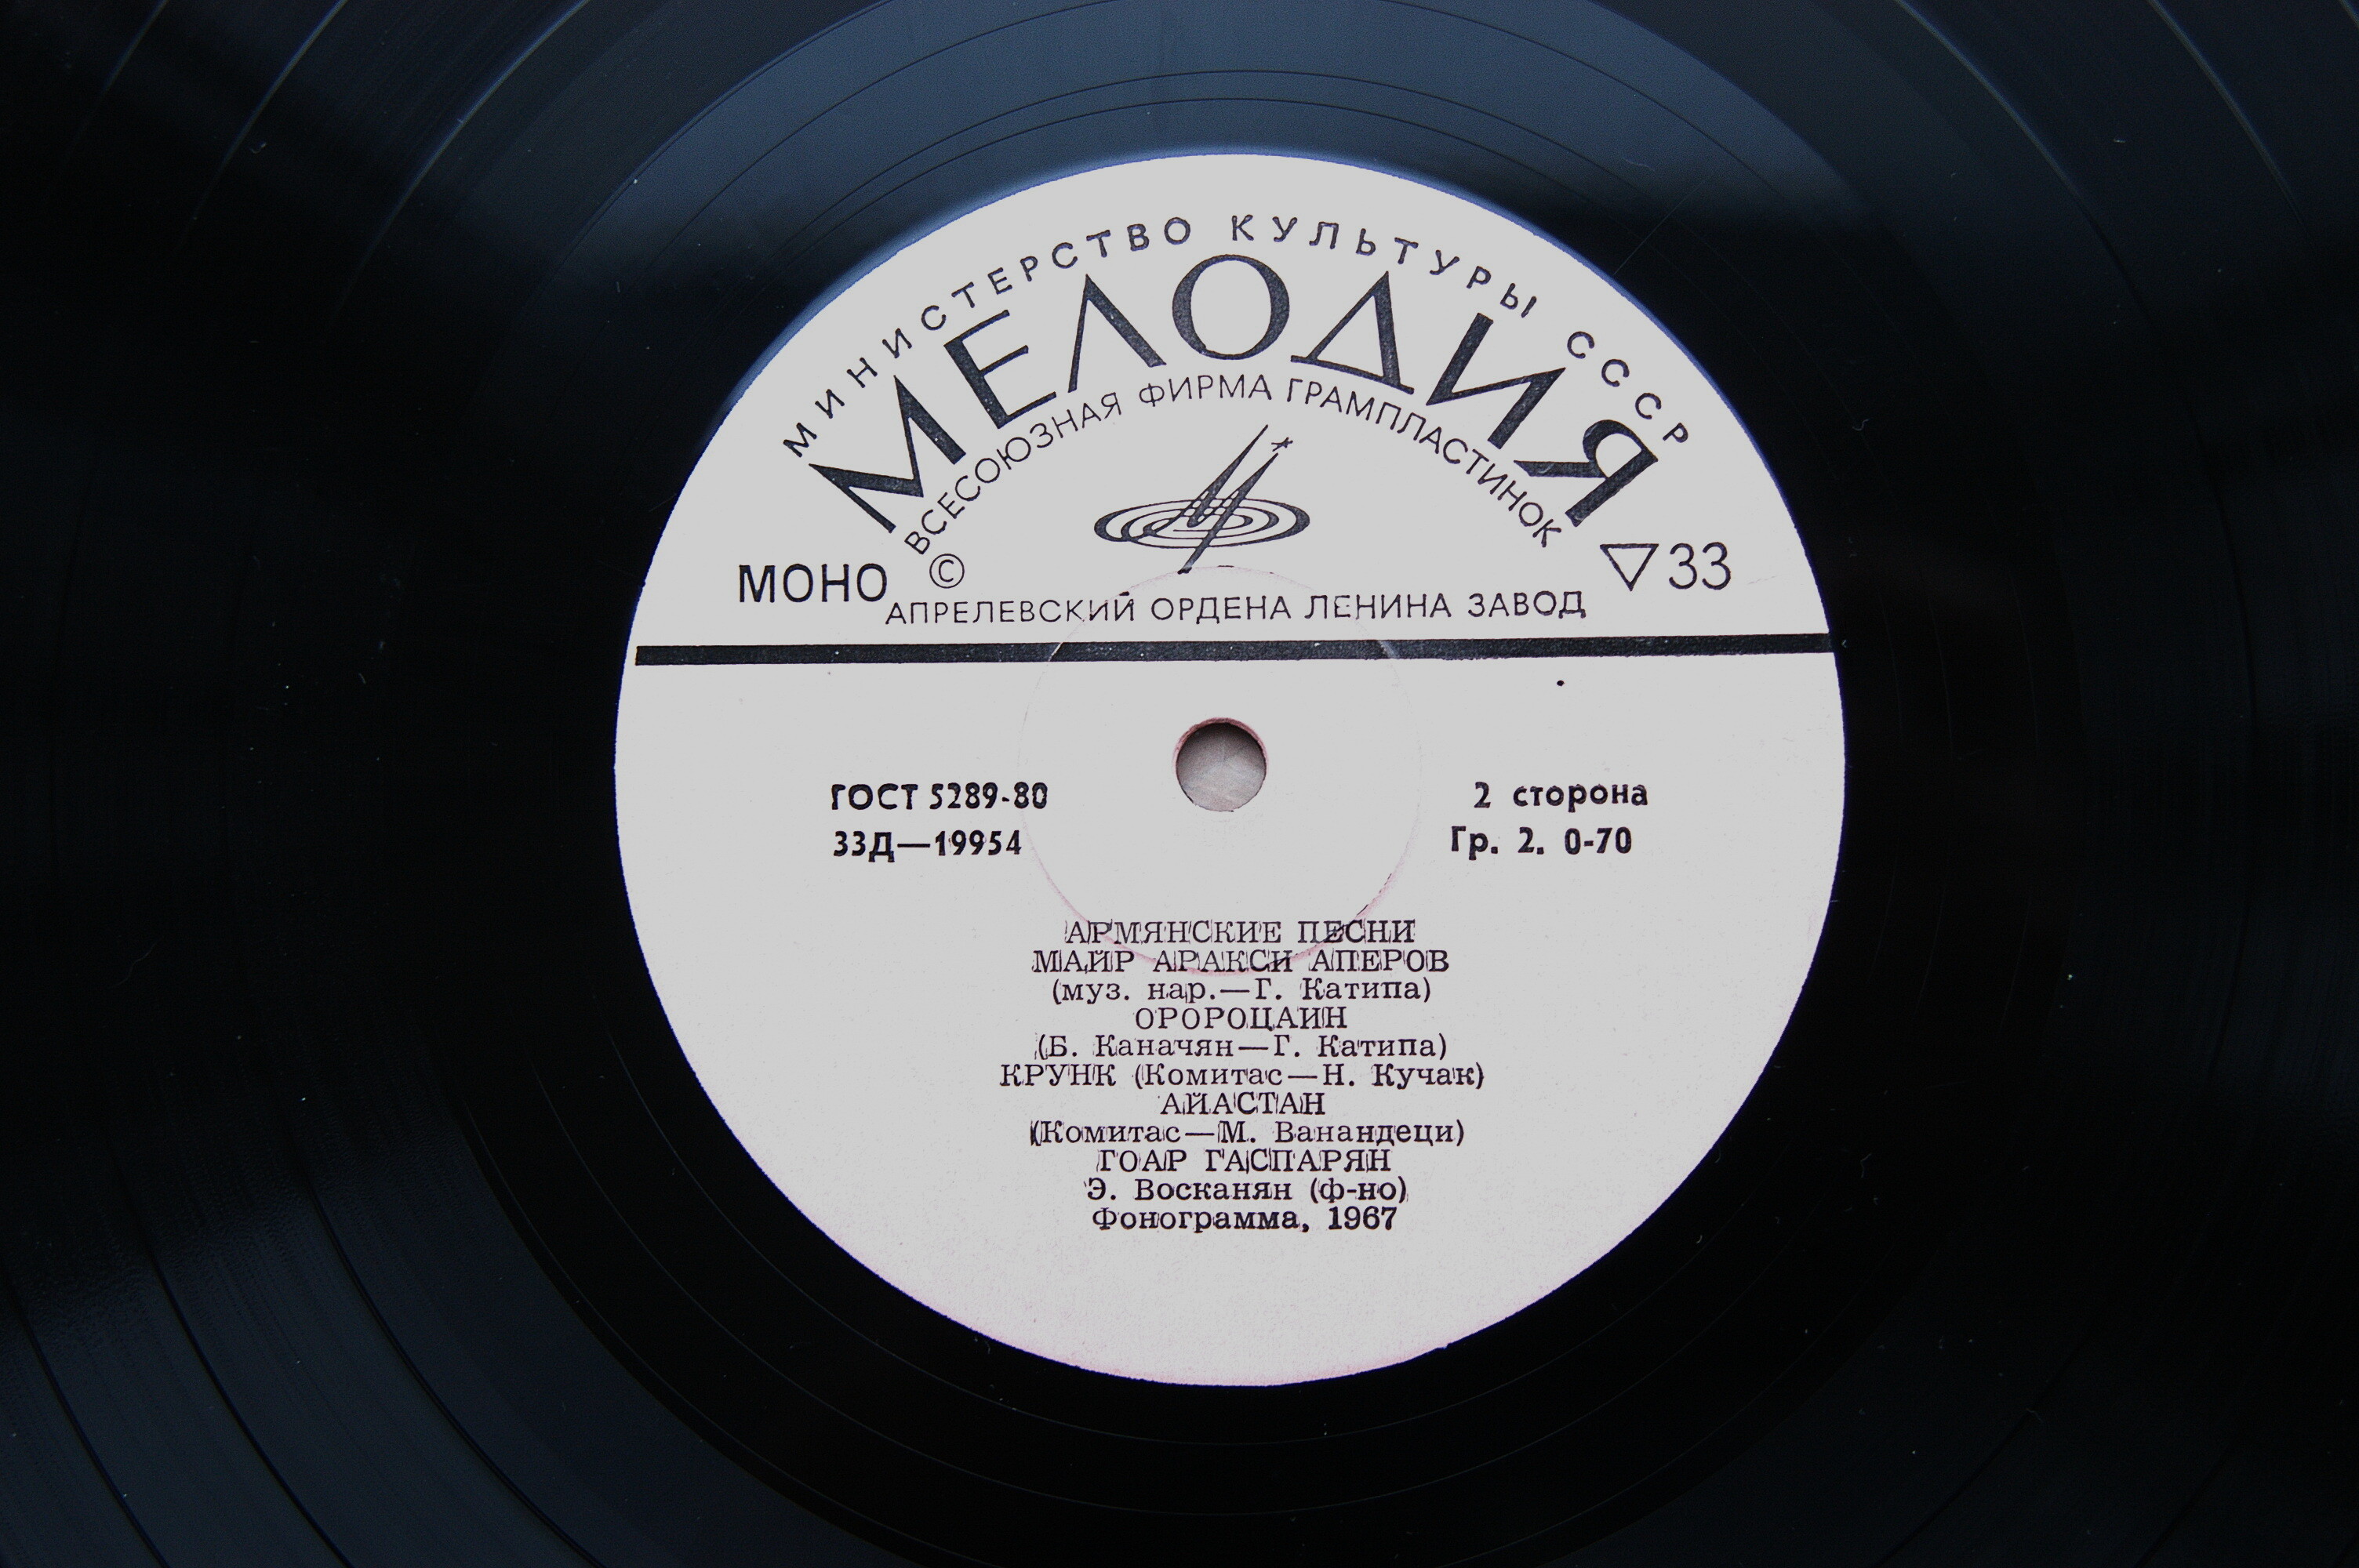 МИНИСТЕРСТВО КУЛЬТУРЫ СССР
МЕЛОДИЯ
ВСЕСОЮЗНАЯ ФИРМА ГРАМПЛАСТИНОК
МОНО © ▽33
АПРЕЛЕВСКИЙ ОРДЕНА ЛЕНИНА ЗАВОД
ГОСТ 5289-80 2 сторона
33Д—19954 Гр. 2. 0-70
АРМЯНСКИЕ ПЕСНИ
МАЙР АРАКСИ АПЕРОВ
(муз. нар.—Г. Катипа)
ОРОРОЦАИН
(Б. Каначян—Г. Катипа)
КРУНК (Комитас—Н. Кучак)
АЙАСТАН
(Комитас—М. Ванандеци)
ГОАР ГАСПАРЯН
Э. Восканян (ф-но)
Фонограмма, 1967